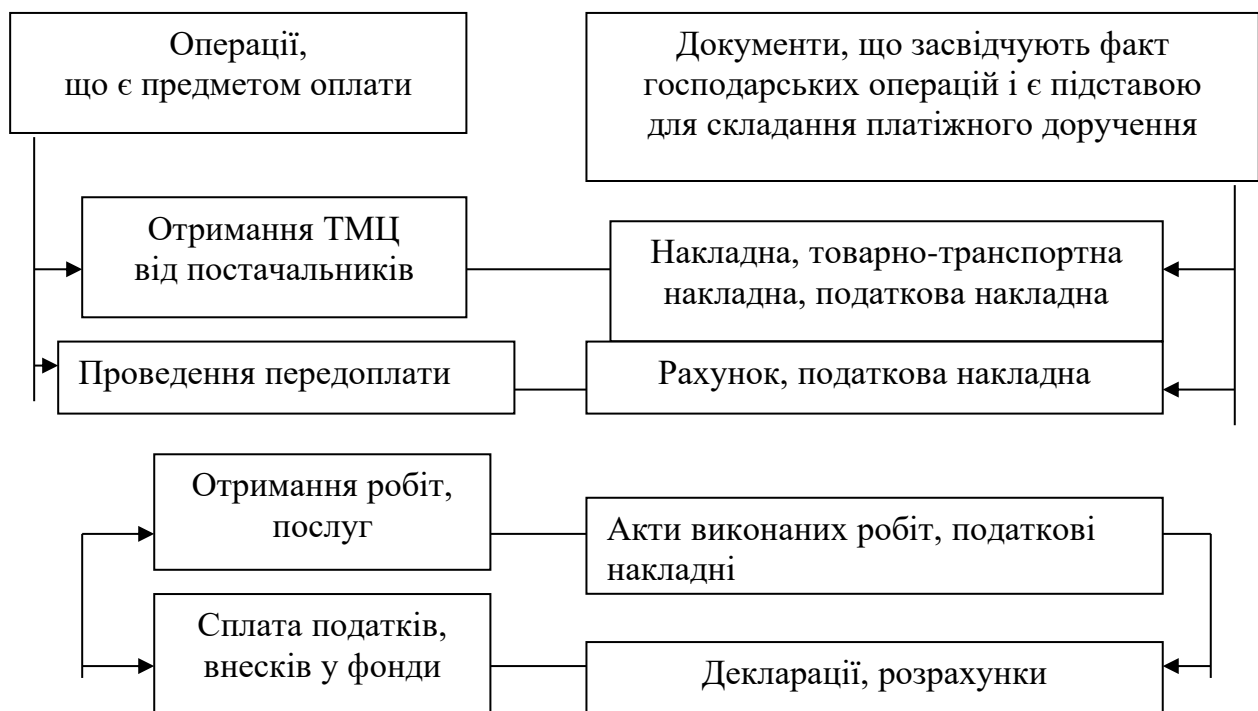 Операції,
що є предметом оплати
Документи, що засвідчують факт
господарських операцій і є підставою
для складання платіжного доручення
Отримання ТМЦ
від постачальників
Накладна, товарно-транспортна
накладна, податкова накладна
Проведення передоплати
Рахунок, податкова накладна
Отримання робіт,
послуг
Акти виконаних робіт, податкові
накладні
Сплата податків,
внесків у фонди
Декларації, розрахунки